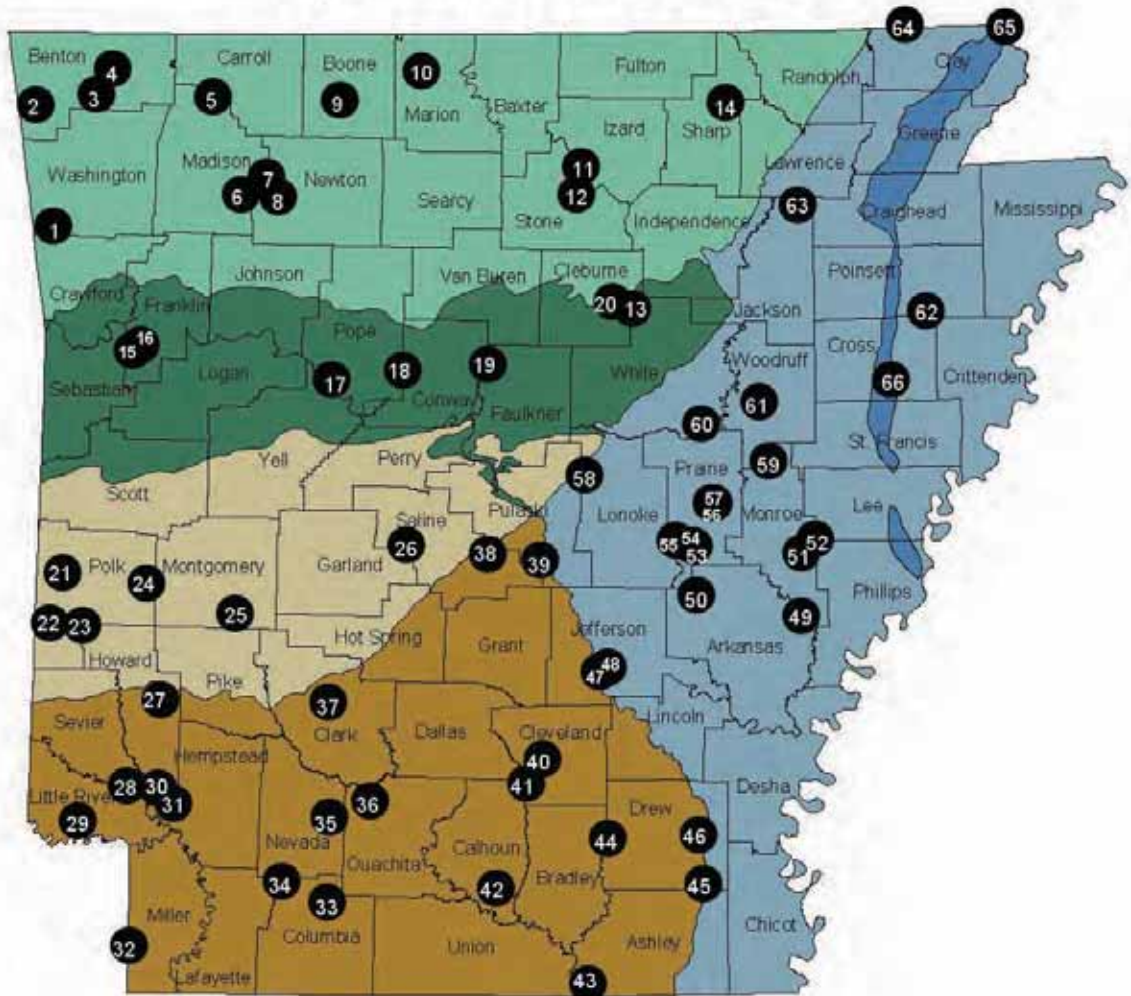 64
65
Benton
4
Carroll
Boone
10
Fulton
Randolph
Clay
2
3
5
9
Marion
Baxter
14
Izard
Sharp
Greene
Washington
Madison
7
11
Lawrence
6
8
Newton
Searcy
12
Stone
Independence
63
Craighead
Mississippi
1
Johnson
Van Buren
Cleburne
Poinsett
Crawford
Franklin
20
13
Jackson
62
15
16
Pope
Cross
Woodruff
Sebastian
Logan
17
18
19
White
66
Crittenden
Conway
Faulkner
61
60
St. Francis
Yell
Perry
59
Scott
58
Prairie
Pulaski
57
56
Lonoke
Monroe
Lee
Saline
26
38
39
55
54
53
51
52
21
Polk
24
Montgomery
Garland
50
Phillips
22
23
25
49
Howard
Hot Spring
Grant
Jefferson
Arkansas
Pike
47
48
27
37
Lincoln
Sevier
Clark
Dallas
Cleveland
Hempstead
40
28
30
31
41
Desha
Little River
36
29
35
Nevada
Drew
46
Ouachita
Calhoun
44
34
42
Bradley
45
33
Miller
Columbia
Chicot
32
Union
Ashley
Lafayette
43